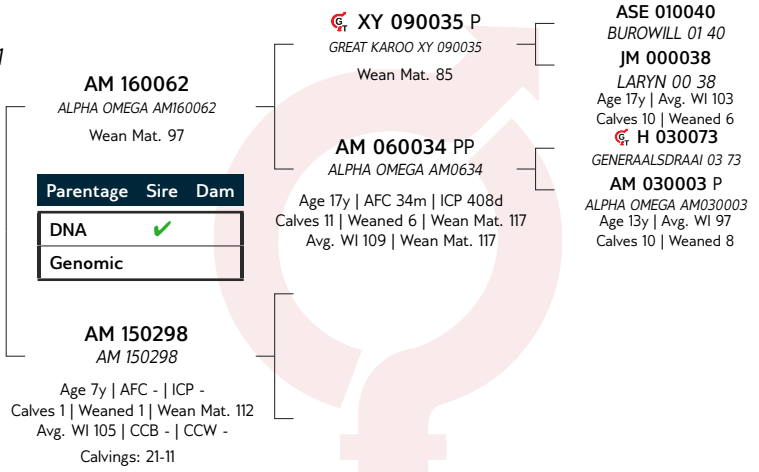 1
AM 160062
ALPHA OMEGA AM160062
Wean Mat. 97
Parentage Sire Dam
DNA ✔
Genomic
AM 150298
AM 150298
Age 7y | AFC - | ICP -
Calves 1 | Weaned 1 | Wean Mat. 112
Avg. WI 105 | CCB - | CCW -
Calvings: 21-11
GT XY 090035 P
GREAT KAROO XY 090035
Wean Mat. 85
AM 060034 PP
ALPHA OMEGA AM0634
Age 17y | AFC 34m | ICP 408d
Calves 11 | Weaned 6 | Wean Mat. 117
Avg. WI 109 | Wean Mat. 117
ASE 010040
BUROWILL 01 40
JM 000038
LARYN 00 38
Age 17y | Avg. WI 103
Calves 10 | Weaned 6
GT H 030073
GENERAALSDRAAI 03 73
AM 030003 P
ALPHA OMEGA AM030003
Age 13y | Avg. WI 97
Calves 10 | Weaned 8